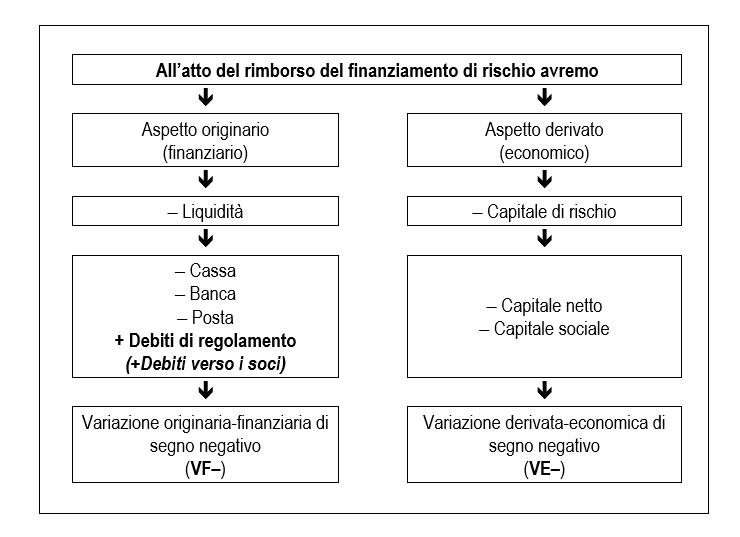 All'atto del rimborso del finanziamento di rischio avremo
Aspetto originario
(finanziario)
Aspetto derivato
(economico)
– Liquidità
– Capitale di rischio
– Cassa
– Banca
– Posta
+ Debiti di regolamento
(+Debiti verso i soci)
– Capitale netto
– Capitale sociale
Variazione originaria-finanziaria di
segno negativo
(VF–)
Variazione derivata-economica di
segno negativo
(VE–)